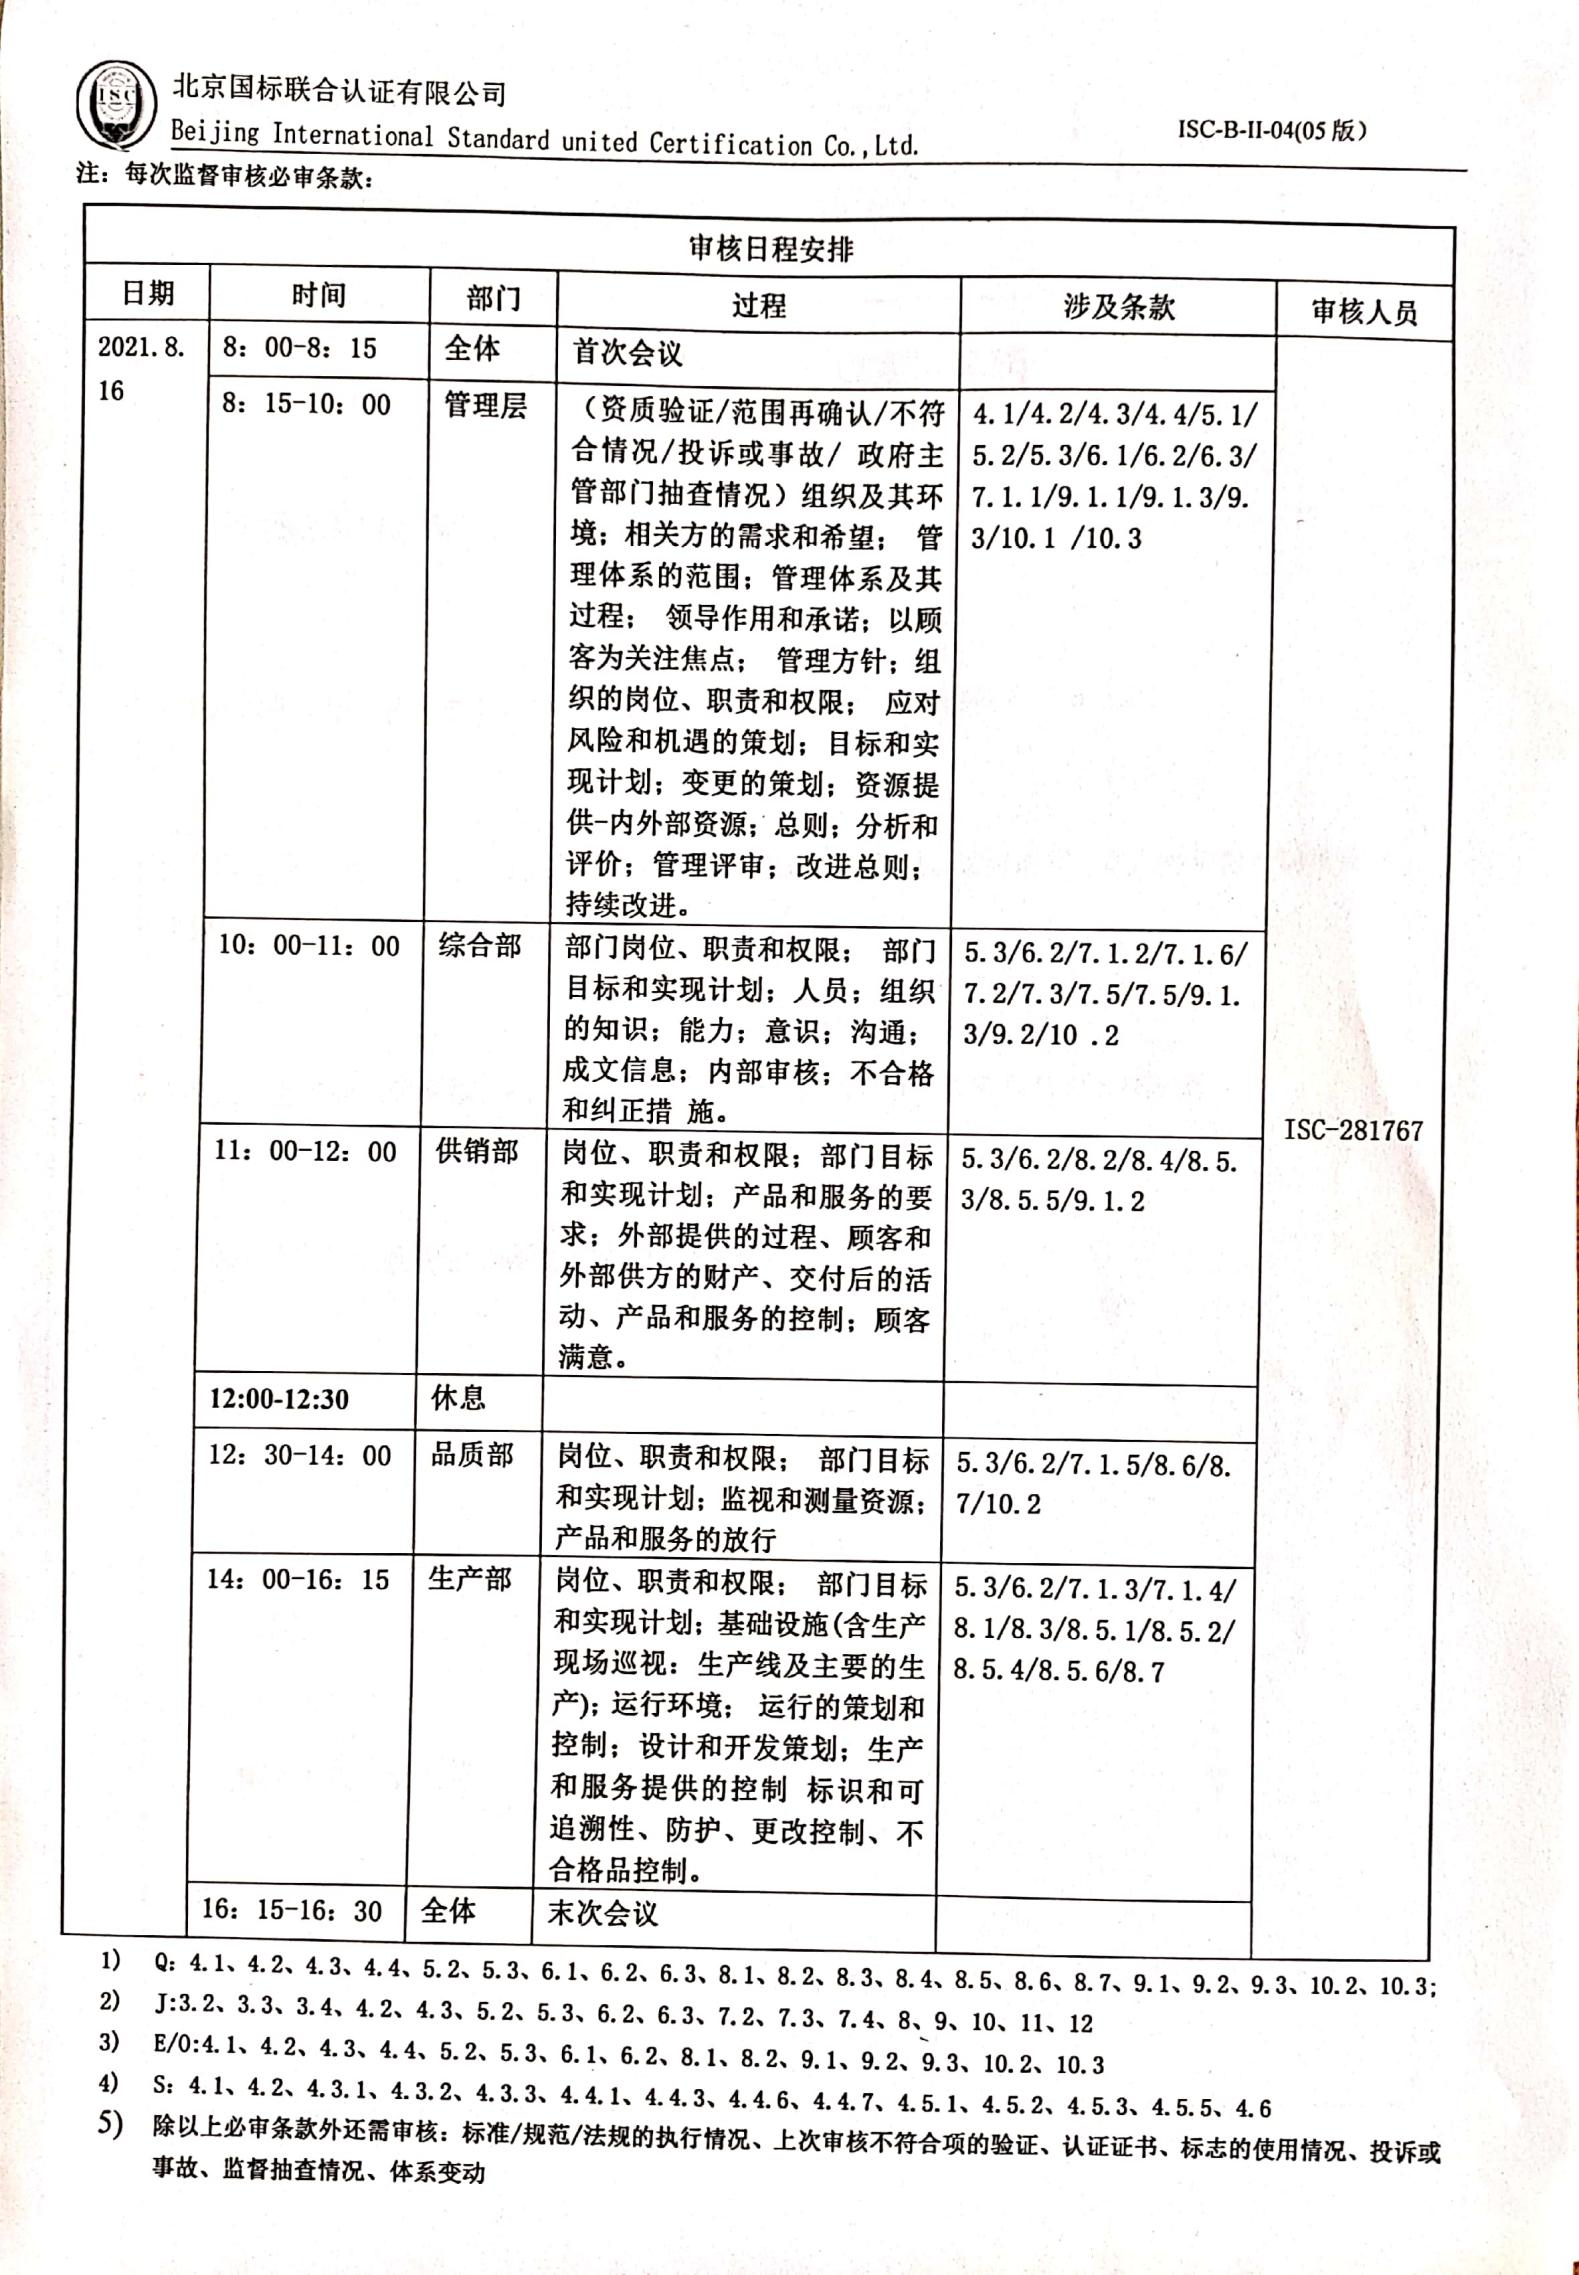 ISC
北京国标联合认证有限公司
Beijing International Standard united Certification Co., Ltd.
ISC-B-II-04(05 版）
注：每次监督审核必审条款：
审核日程安排
日期 时间 部门 过程 涉及条款 审核人员
2021.8.
16
8：00-8：15 全体 首次会议
8：15-10：00 管理层
（资质验证/范围再确认/不符
合情况/投诉或事故/ 政府主
管部门抽查情况）组织及其环
境；相关方的需求和希望； 管
理体系的范围；管理体系及其
过程； 领导作用和承诺；以顾
客为关注焦点； 管理方针；组
织的岗位、职责和权限； 应对
风险和机遇的策划；目标和实
现计划；变更的策划；资源提
供-内外部资源；总则；分析和
评价；管理评审；改进总则；
持续改进。
4.1/4.2/4.3/4.4/5.1/
5.2/5.3/6.1/6.2/6.3/
7.1.1/9.1.1/9.1.3/9.
3/10.1 /10.3
10：00-11：00 综合部
部门岗位、职责和权限； 部门
目标和实现计划；人员；组织
的知识；能力；意识；沟通；
成文信息；内部审核；不合格
和纠正措 施。
5.3/6.2/7.1.2/7.1.6/
7.2/7.3/7.5/7.5/9.1.
3/9.2/10 .2
ISC-281767
11：00-12：00 供销部
岗位、职责和权限；部门目标
和实现计划；产品和服务的要
求；外部提供的过程、顾客和
外部供方的财产、交付后的活
动、产品和服务的控制；顾客
满意。
5.3/6.2/8.2/8.4/8.5.
3/8.5.5/9.1.2
12:00-12:30 休息
12：30-14：00 品质部
岗位、职责和权限； 部门目标
和实现计划；监视和测量资源；
产品和服务的放行
5.3/6.2/7.1.5/8.6/8.
7/10.2
14：00-16：15 生产部
岗位、职责和权限； 部门目标
和实现计划；基础设施(含生产
现场巡视：生产线及主要的生
产)；运行环境； 运行的策划和
控制；设计和开发策划；生产
和服务提供的控制 标识和可
追溯性、防护、更改控制、不
合格品控制。
5.3/6.2/7.1.3/7.1.4/
8.1/8.3/8.5.1/8.5.2/
8.5.4/8.5.6/8.7
16：15-16：30 全体 末次会议
1) Q：4.1、4.2、4.3、4.4、5.2、5.3、6.1、6.2、6.3、8.1、8.2、8.3、8.4、8.5、8.6、8.7、9.1、9.2、9.3、10.2、10.3；
2) J:3.2、3.3、3.4、4.2、4.3、5.2、5.3、6.2、6.3、7.2、7.3、7.4、8、9、10、11、12
3) E/O:4.1、4.2、4.3、4.4、5.2、5.3、6.1、6.2、8.1、8.2、9.1、9.2、9.3、10.2、10.3
4) S：4.1、4.2、4.3.1、4.3.2、4.3.3、4.4.1、4.4.3、4.4.6、4.4.7、4.5.1、4.5.2、4.5.3、4.5.5、4.6
5) 除以上必审条款外还需审核：标准/规范/法规的执行情况、上次审核不符合项的验证、认证证书、标志的使用情况、投诉或
事故、监督抽查情况、体系变动